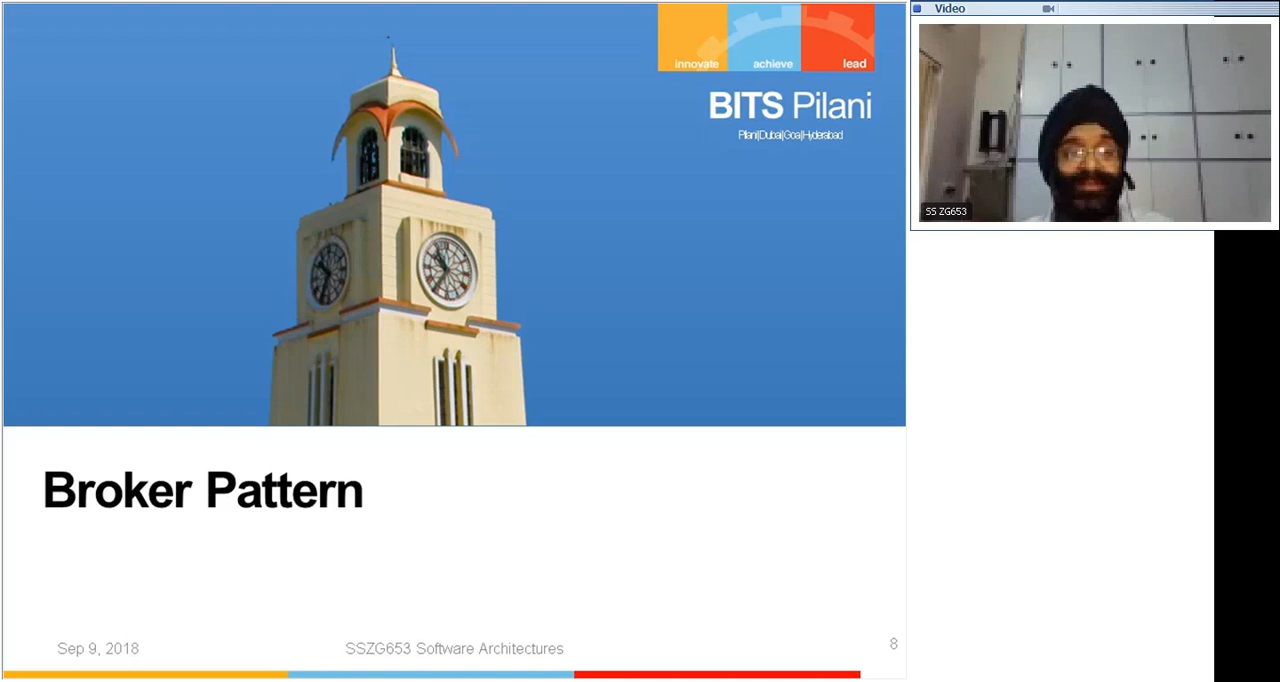 innovate achieve lead
BITS Pilani
Pilani|Dubai|Goa|Hyderabad
Broker Pattern
Sep 9, 2018 SSZG653 Software Architectures 8
Video
SS ZG653